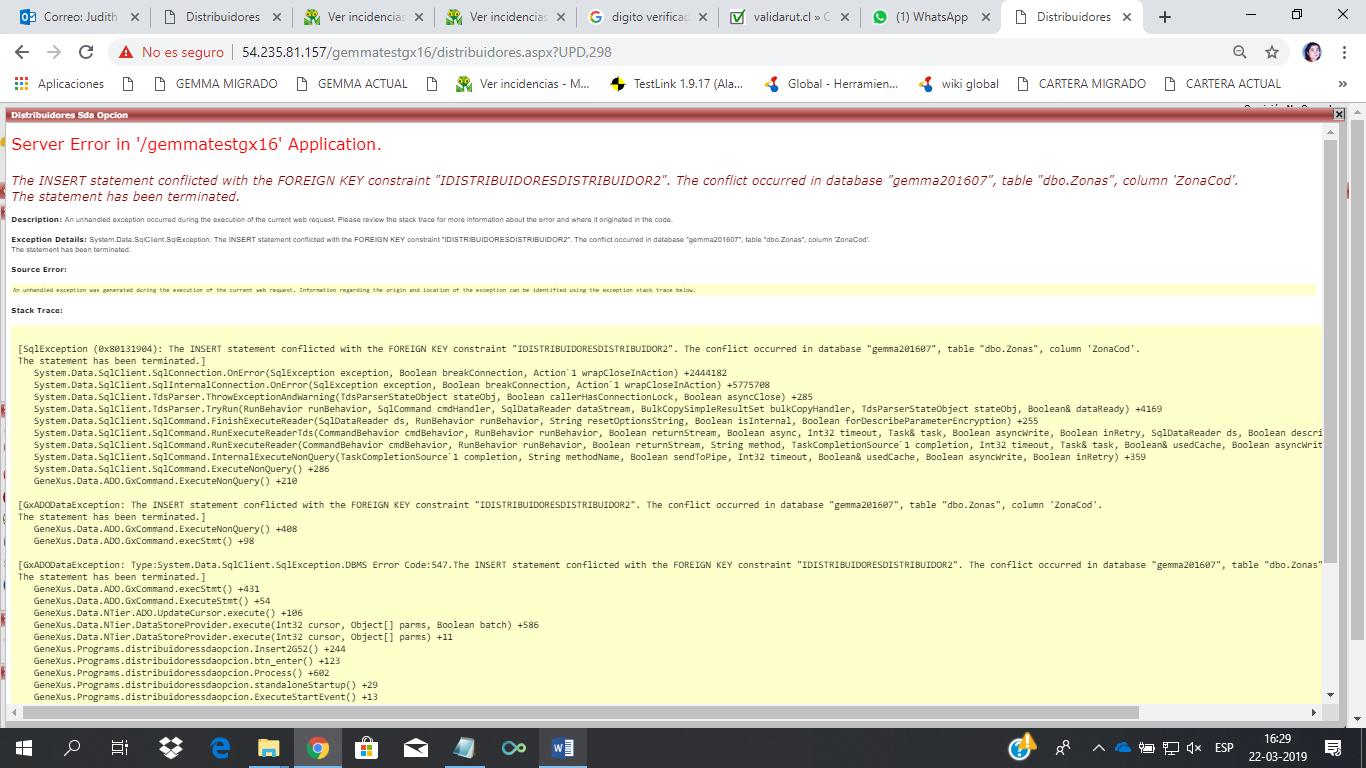 Correo: Judith
Distribuidores
Ver incidencias
Ver incidencias
digito verificad
validarut.cl » C
(1) WhatsApp
Distribuidores
No es seguro
54.235.81.157/gemmatestgx16/distribuidores.aspx?UPD,298
Aplicaciones
GEMMA MIGRADO
GEMMA ACTUAL
Ver incidencias - M...
TestLink 1.9.17 (Ala...
Global - Herramien...
wiki global
CARTERA MIGRADO
CARTERA ACTUAL
»
Distribuidores Sda Opcion
Server Error in '/gemmatestgx16' Application.
The INSERT statement conflicted with the FOREIGN KEY constraint "IDISTRIBUIDORESDISTRIBUIDOR2". The conflict occurred in database "gemma201607", table "dbo.Zonas", column 'ZonaCod'.
The statement has been terminated.
Description: An unhandled exception occurred during the execution of the current web request. Please review the stack trace for more information about the error and where it originated in the code.
Exception Details: System.Data.SqlClient.SqlException: The INSERT statement conflicted with the FOREIGN KEY constraint "IDISTRIBUIDORESDISTRIBUIDOR2". The conflict occurred in database "gemma201607", table "dbo.Zonas", column 'ZonaCod'.
The statement has been terminated.
Source Error:
An unhandled exception was generated during the execution of the current web request. Information regarding the origin and location of the exception can be identified using the exception stack trace below.
Stack Trace:
[SqlException (0x80131904): The INSERT statement conflicted with the FOREIGN KEY constraint "IDISTRIBUIDORESDISTRIBUIDOR2". The conflict occurred in database "gemma201607", table "dbo.Zonas", column 'ZonaCod'.
The statement has been terminated.]
System.Data.SqlClient.SqlConnection.OnError(SqlException exception, Boolean breakConnection, Action`1 wrapCloseInAction) +2444182
System.Data.SqlClient.SqlInternalConnection.OnError(SqlException exception, Boolean breakConnection, Action`1 wrapCloseInAction) +5775708
System.Data.SqlClient.TdsParser.ThrowExceptionAndWarning(TdsParserStateObject stateObj, Boolean callerHasConnectionLock, Boolean asyncClose) +285
System.Data.SqlClient.TdsParser.TryRun(RunBehavior runBehavior, SqlCommand cmdHandler, SqlDataReader dataStream, BulkCopySimpleResultSet bulkCopyHandler, TdsParserStateObject stateObj, Boolean& dataReady) +4169
System.Data.SqlClient.SqlCommand.FinishExecuteReader(SqlDataReader ds, RunBehavior runBehavior, String resetOptionsString, Boolean isInternal, Boolean forDescribeParameterEncryption) +255
System.Data.SqlClient.SqlCommand.RunExecuteReaderTds(CommandBehavior cmdBehavior, RunBehavior runBehavior, Boolean returnStream, Boolean async, Int32 timeout, Task& task, Boolean asyncWrite, Boolean inRetry, SqlDataReader ds, Boolean descri
System.Data.SqlClient.SqlCommand.RunExecuteReader(CommandBehavior cmdBehavior, RunBehavior runBehavior, Boolean returnStream, String method, TaskCompletionSource`1 completion, Int32 timeout, Task& task, Boolean& usedCache, Boolean asyncWrit
System.Data.SqlClient.SqlCommand.InternalExecuteNonQuery(TaskCompletionSource`1 completion, String methodName, Boolean sendToPipe, Int32 timeout, Boolean& usedCache, Boolean asyncWrite, Boolean inRetry) +359
System.Data.SqlClient.SqlCommand.ExecuteNonQuery() +286
GeneXus.Data.ADO.GxCommand.ExecuteNonQuery() +210
[GxADODataException: The INSERT statement conflicted with the FOREIGN KEY constraint "IDISTRIBUIDORESDISTRIBUIDOR2". The conflict occurred in database "gemma201607", table "dbo.Zonas", column 'ZonaCod'.
The statement has been terminated.]
GeneXus.Data.ADO.GxCommand.ExecuteNonQuery() +408
GeneXus.Data.ADO.GxCommand.execStmt() +98
[GxADODataException: Type:System.Data.SqlClient.SqlException.DBMS Error Code:547.The INSERT statement conflicted with the FOREIGN KEY constraint "IDISTRIBUIDORESDISTRIBUIDOR2". The conflict occurred in database "gemma201607", table "dbo.Zonas"
The statement has been terminated.]
GeneXus.Data.ADO.GxCommand.execStmt() +431
GeneXus.Data.ADO.GxCommand.ExecuteStmt() +54
GeneXus.Data.NTier.ADO.UpdateCursor.execute() +106
GeneXus.Data.NTier.DataStoreProvider.execute(Int32 cursor, Object[] parms, Boolean batch) +586
GeneXus.Data.NTier.DataStoreProvider.execute(Int32 cursor, Object[] parms) +11
GeneXus.Programs.distribuidoressdaopcion.Insert2G52() +244
GeneXus.Programs.distribuidoressdaopcion.btn_enter() +123
GeneXus.Programs.distribuidoressdaopcion.Process() +602
GeneXus.Programs.distribuidoressdaopcion.standaloneStartup() +29
GeneXus.Programs.distribuidoressdaopcion.ExecuteStartEvent() +13
ESP
16:29
22-03-2019